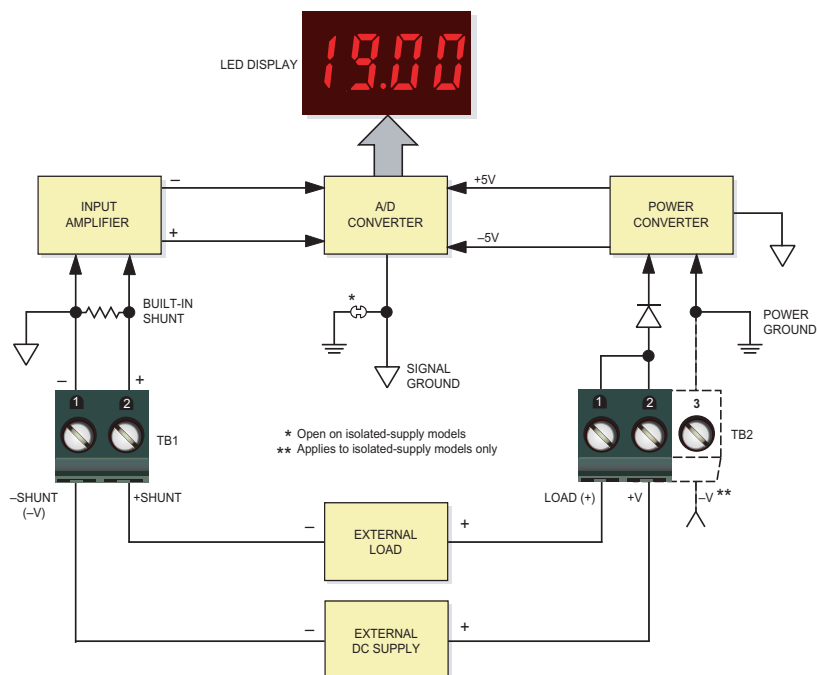 LED DISPLAY
19.00
INPUT
AMPLIFIER
–
+
A/D
CONVERTER
+5V
–5V
POWER
CONVERTER
BUILT-IN
SHUNT
*
SIGNAL
GROUND
POWER
GROUND
–
+
1
2
TB1
* Open on isolated-supply models
** Applies to isolated-supply models only
1
2
3
TB2
–SHUNT
(–V)
+SHUNT
LOAD (+)
+V
–V **
–
EXTERNAL
LOAD
+
–
EXTERNAL
DC SUPPLY
+